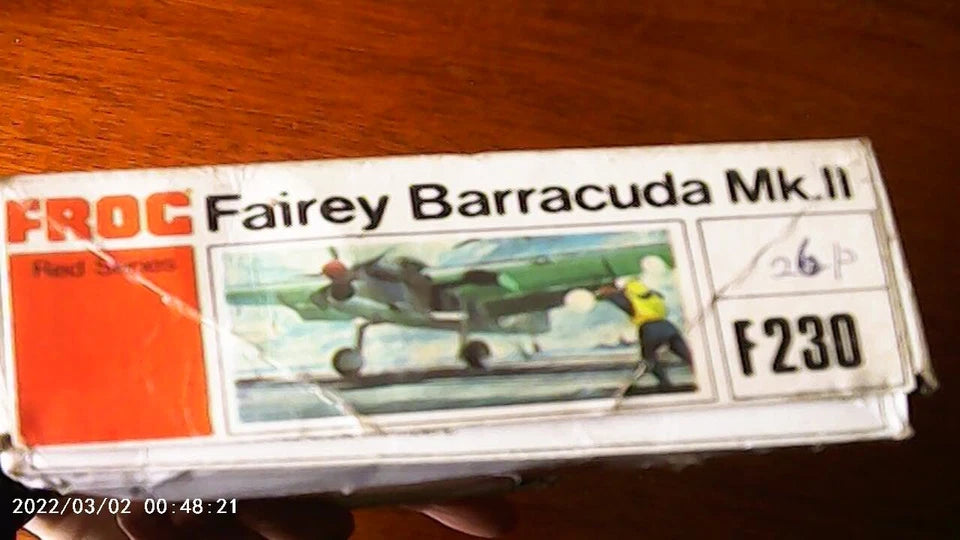 FROG Fairey Barracuda Mk.II
Red Series
26p
F230
2022/03/02 00:48:21